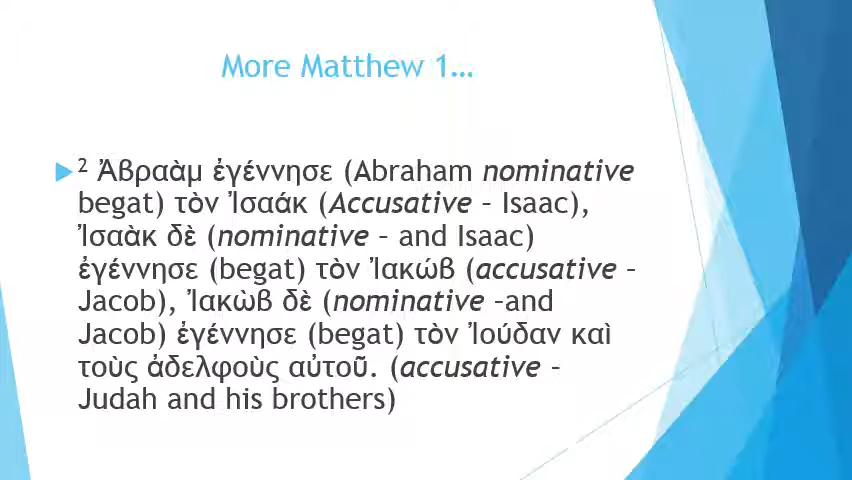 More Matthew 1…
2 Ἀβραὰμ ἐγέννησε (Abraham nominative
begat) τὸν Ἰσαάκ (Accusative – Isaac),
Ἰσαὰκ δὲ (nominative – and Isaac)
ἐγέννησε (begat) τὸν Ἰακώβ (accusative –
Jacob), Ἰακὼβ δὲ (nominative –and
Jacob) ἐγέννησε (begat) τὸν Ἰούδαν καὶ
τοὺς ἀδελφοὺς αὐτοῦ. (accusative –
Judah and his brothers)